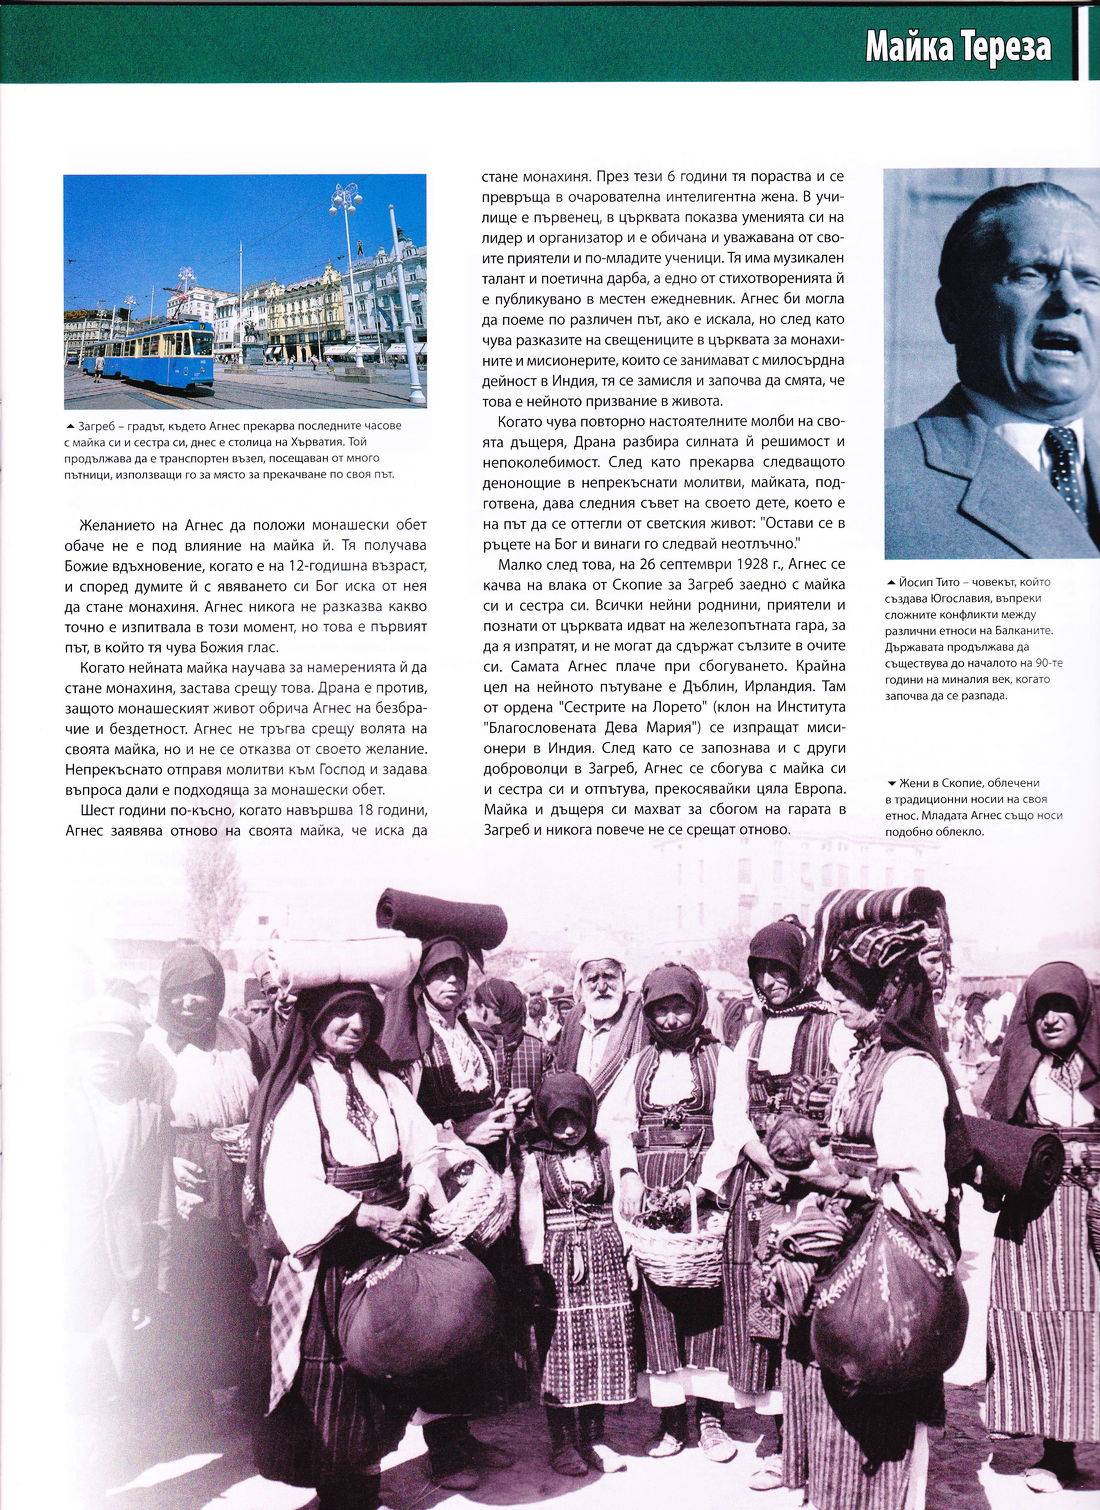 Майка Тереза
Загреб – градът, където Агнес прекарва последните часове
с майка си и сестра си, днес е столица на Хърватия. Той
продължава да е транспортен възел, посещаван от много
пътници, използващи го за място за прекачване по своя път.
Желанието на Агнес да положи монашески обет
обаче не е под влияние на майка й. Тя получава
Божие вдъхновение, когато е на 12-годишна възраст,
и според думите й с явяването си Бог иска от нея
да стане монахиня. Агнес никога не разказва какво
точно е изпитвала в този момент, но това е първият
път, в който тя чува Божия глас.
Когато нейната майка научава за намеренията й да
стане монахиня, застава срещу това. Драна е против,
защото монашеският живот обрича Агнес на безбра-
чие и бездетност. Агнес не тръгва срещу волята на
своята майка, но и не се отказва от своето желание.
Непрекъснато отправя молитви към Господ и задава
въпроса дали е подходяща за монашески обет.
Шест години по-късно, когато навършва 18 години,
Агнес заявява отново на своята майка, че иска да
стане монахиня. През тези 6 години тя пораства и се
превръща в очарователна интелигентна жена. В учи-
лище е първенец, в църквата показва уменията си на
лидер и организатор и е обичана и уважавана от сво-
ите приятели и по-младите ученици. Тя има музикален
талант и поетична дарба, а едно от стихотворенията й
е публикувано в местен ежедневник. Агнес би могла
да поеме по различен път, ако е искала, но след като
чува разказите на свещениците в църквата за монахи-
ните и мисионерите, които се занимават с милосърдна
дейност в Индия, тя се замисля и започва да смята, че
това е нейното призвание в живота.
Когато чува повторно настоятелните молби на сво-
ята дъщеря, Драна разбира силната й решимост и
непоколебимост. След като прекарва следващото
денонощие в непрекъснати молитви, майката, под-
готвена, дава следния съвет на своето дете, което е
на път да се оттегли от светския живот: "Остави се в
ръцете на Бог и винаги го следвай неотлъчно."
Малко след това, на 26 септември 1928 г., Агнес се
качва на влака от Скопие за Загреб заедно с майка
си и сестра си. Всички нейни роднини, приятели и
познати от църквата идват на железопътната гара, за
да я изпратят, и не могат да сдържат сълзите в очите
си. Самата Агнес плаче при сбогуването. Крайна
цел на нейното пътуване е Дъблин, Ирландия. Там
от ордена "Сестрите на Лорето" (клон на Института
"Благословената Дева Мария") се изпращат миси-
онери в Индия. След като се запознава и с други
доброволци в Загреб, Агнес се сбогува с майка си
и сестра си и отпътува, прекосявайки цяла Европа.
Майка и дъщеря си махват за сбогом на гарата в
Загреб и никога повече не се срещат отново.
Йосип Тито – човекът, който
създава Югославия, въпреки
сложните конфликти между
различни етноси на Балканите.
Държавата продължава да
съществува до началото на 90-те
години на миналия век, когато
започва да се разпада.
Жени в Скопие, облечени
в традиционни носии на своя
етнос. Младата Агнес също носи
подобно облекло.